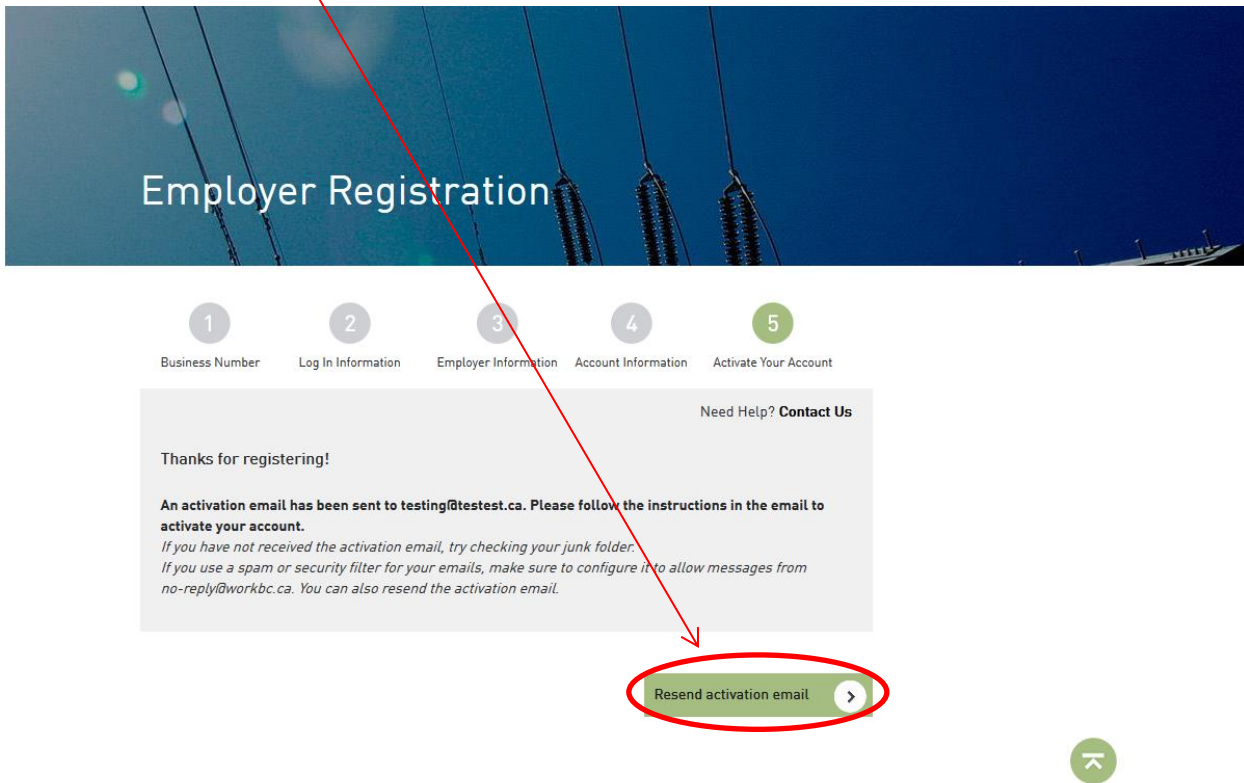 Employer Registration
1 2 3 4 5
Business Number Log In Information Employer Information Account Information Activate Your Account
Need Help? Contact Us
Thanks for registering!
An activation email has been sent to testing@testest.ca. Please follow the instructions in the email to
activate your account.
If you have not received the activation email, try checking your junk folder.
If you use a spam or security filter for your emails, make sure to configure it to allow messages from
no-reply@workbc.ca. You can also resend the activation email.
Resend activation email